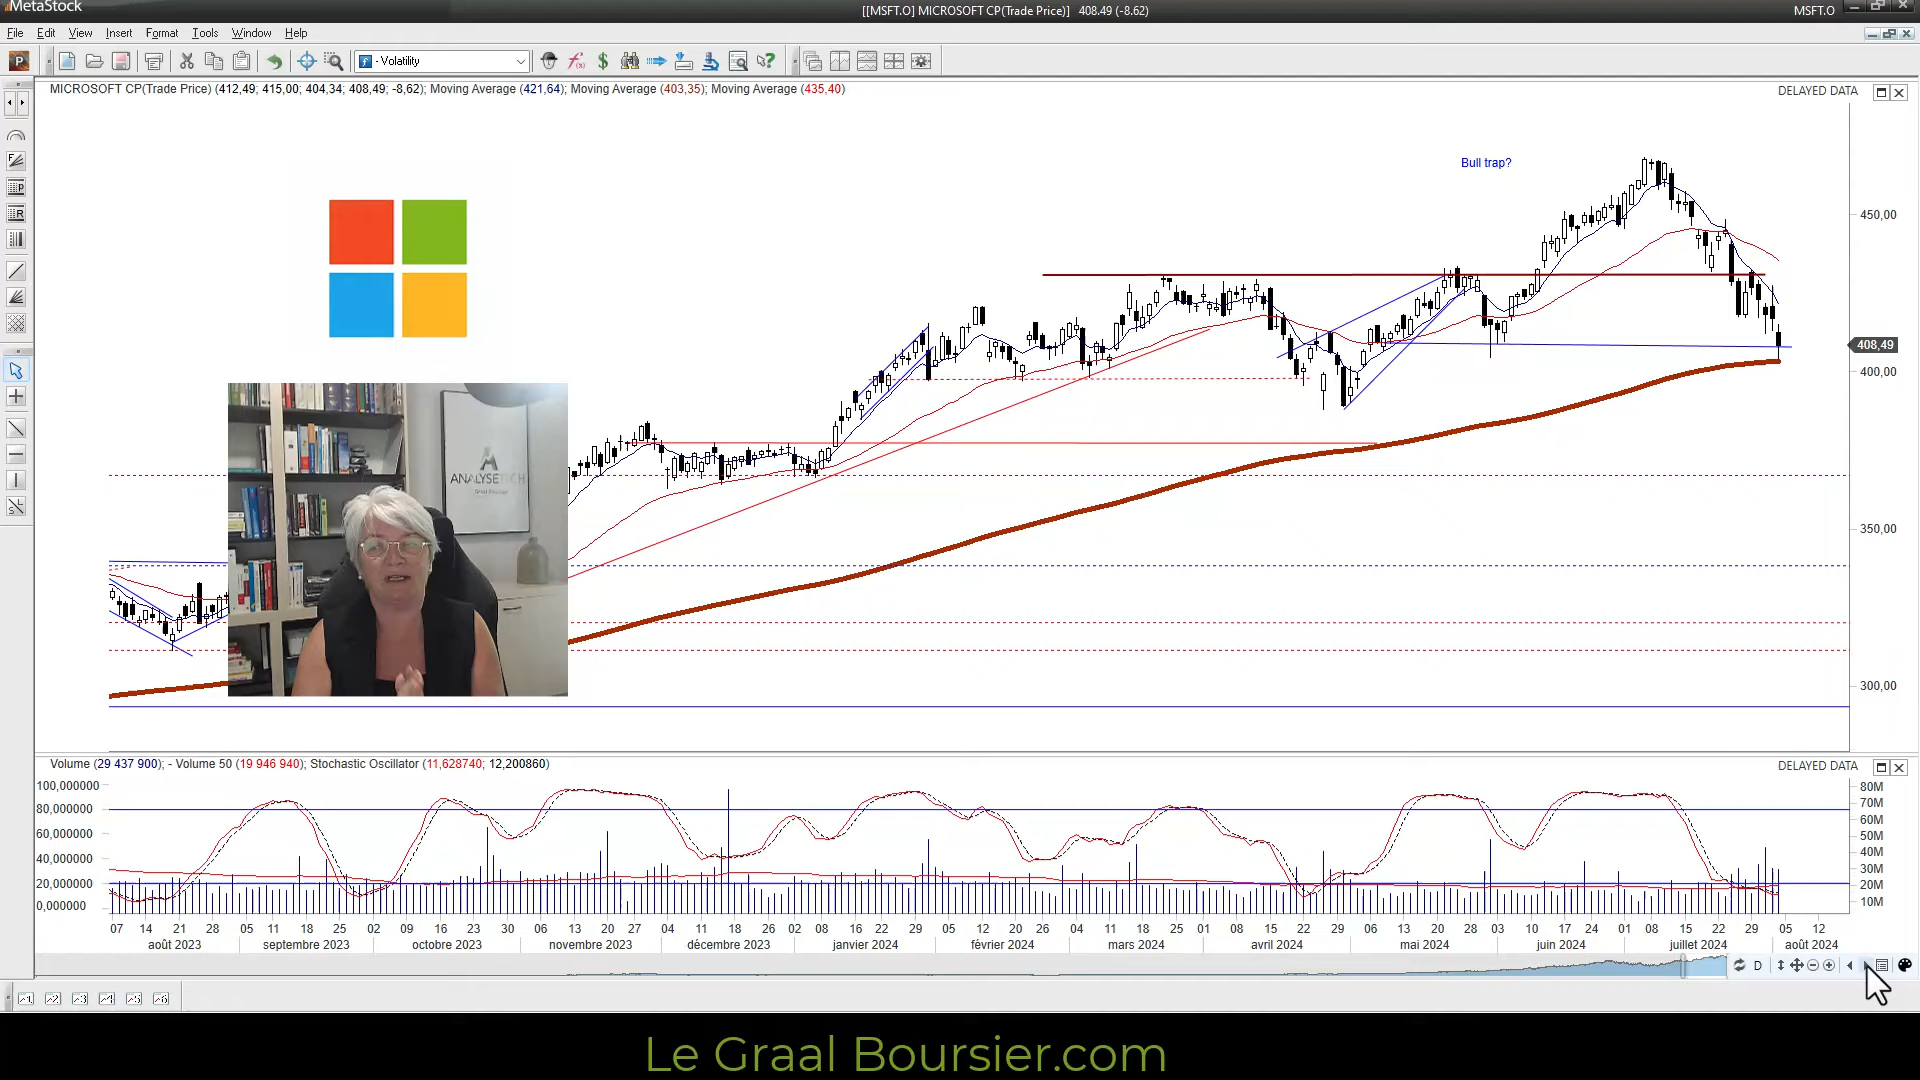 MetaStock
[[MSFT.O] MICROSOFT CP(Trade Price)] 408.49 (-8.62)
MSFT.O
File Edit View Insert Format Tools Window Help
P
- Volatility
MICROSOFT CP(Trade Price) (412,49; 415,00; 404,34; 408,49; -8,62); Moving Average (421,64); Moving Average (403,35); Moving Average (435,40)
DELAYED DATA
Bull trap?
450,00
408,49
400,00
350,00
300,00
ANALYSETECH
Volume (29 437 900); - Volume 50 (19 946 940); Stochastic Oscillator (11,628740; 12,200860)
DELAYED DATA
100,000000
80,000000
60,000000
40,000000
20,000000
0,000000
80M
70M
60M
50M
40M
30M
20M
10M
07 14 21 28 05 11 18 25 02 09 16 23 30 06 13 20 27 04 11 18 26 02 08 16 22 29 05 12 20 26 04 11 18 25 01 08 15 22 29 06 13 20 28 03 10 17 24 01 08 15 22 29 05 12
août 2023 septembre 2023 octobre 2023 novembre 2023 décembre 2023 janvier 2024 février 2024 mars 2024 avril 2024 mai 2024 juin 2024 juillet 2024 août 2024
D
1 2 3 4 5 6
Le Graal Boursier.com